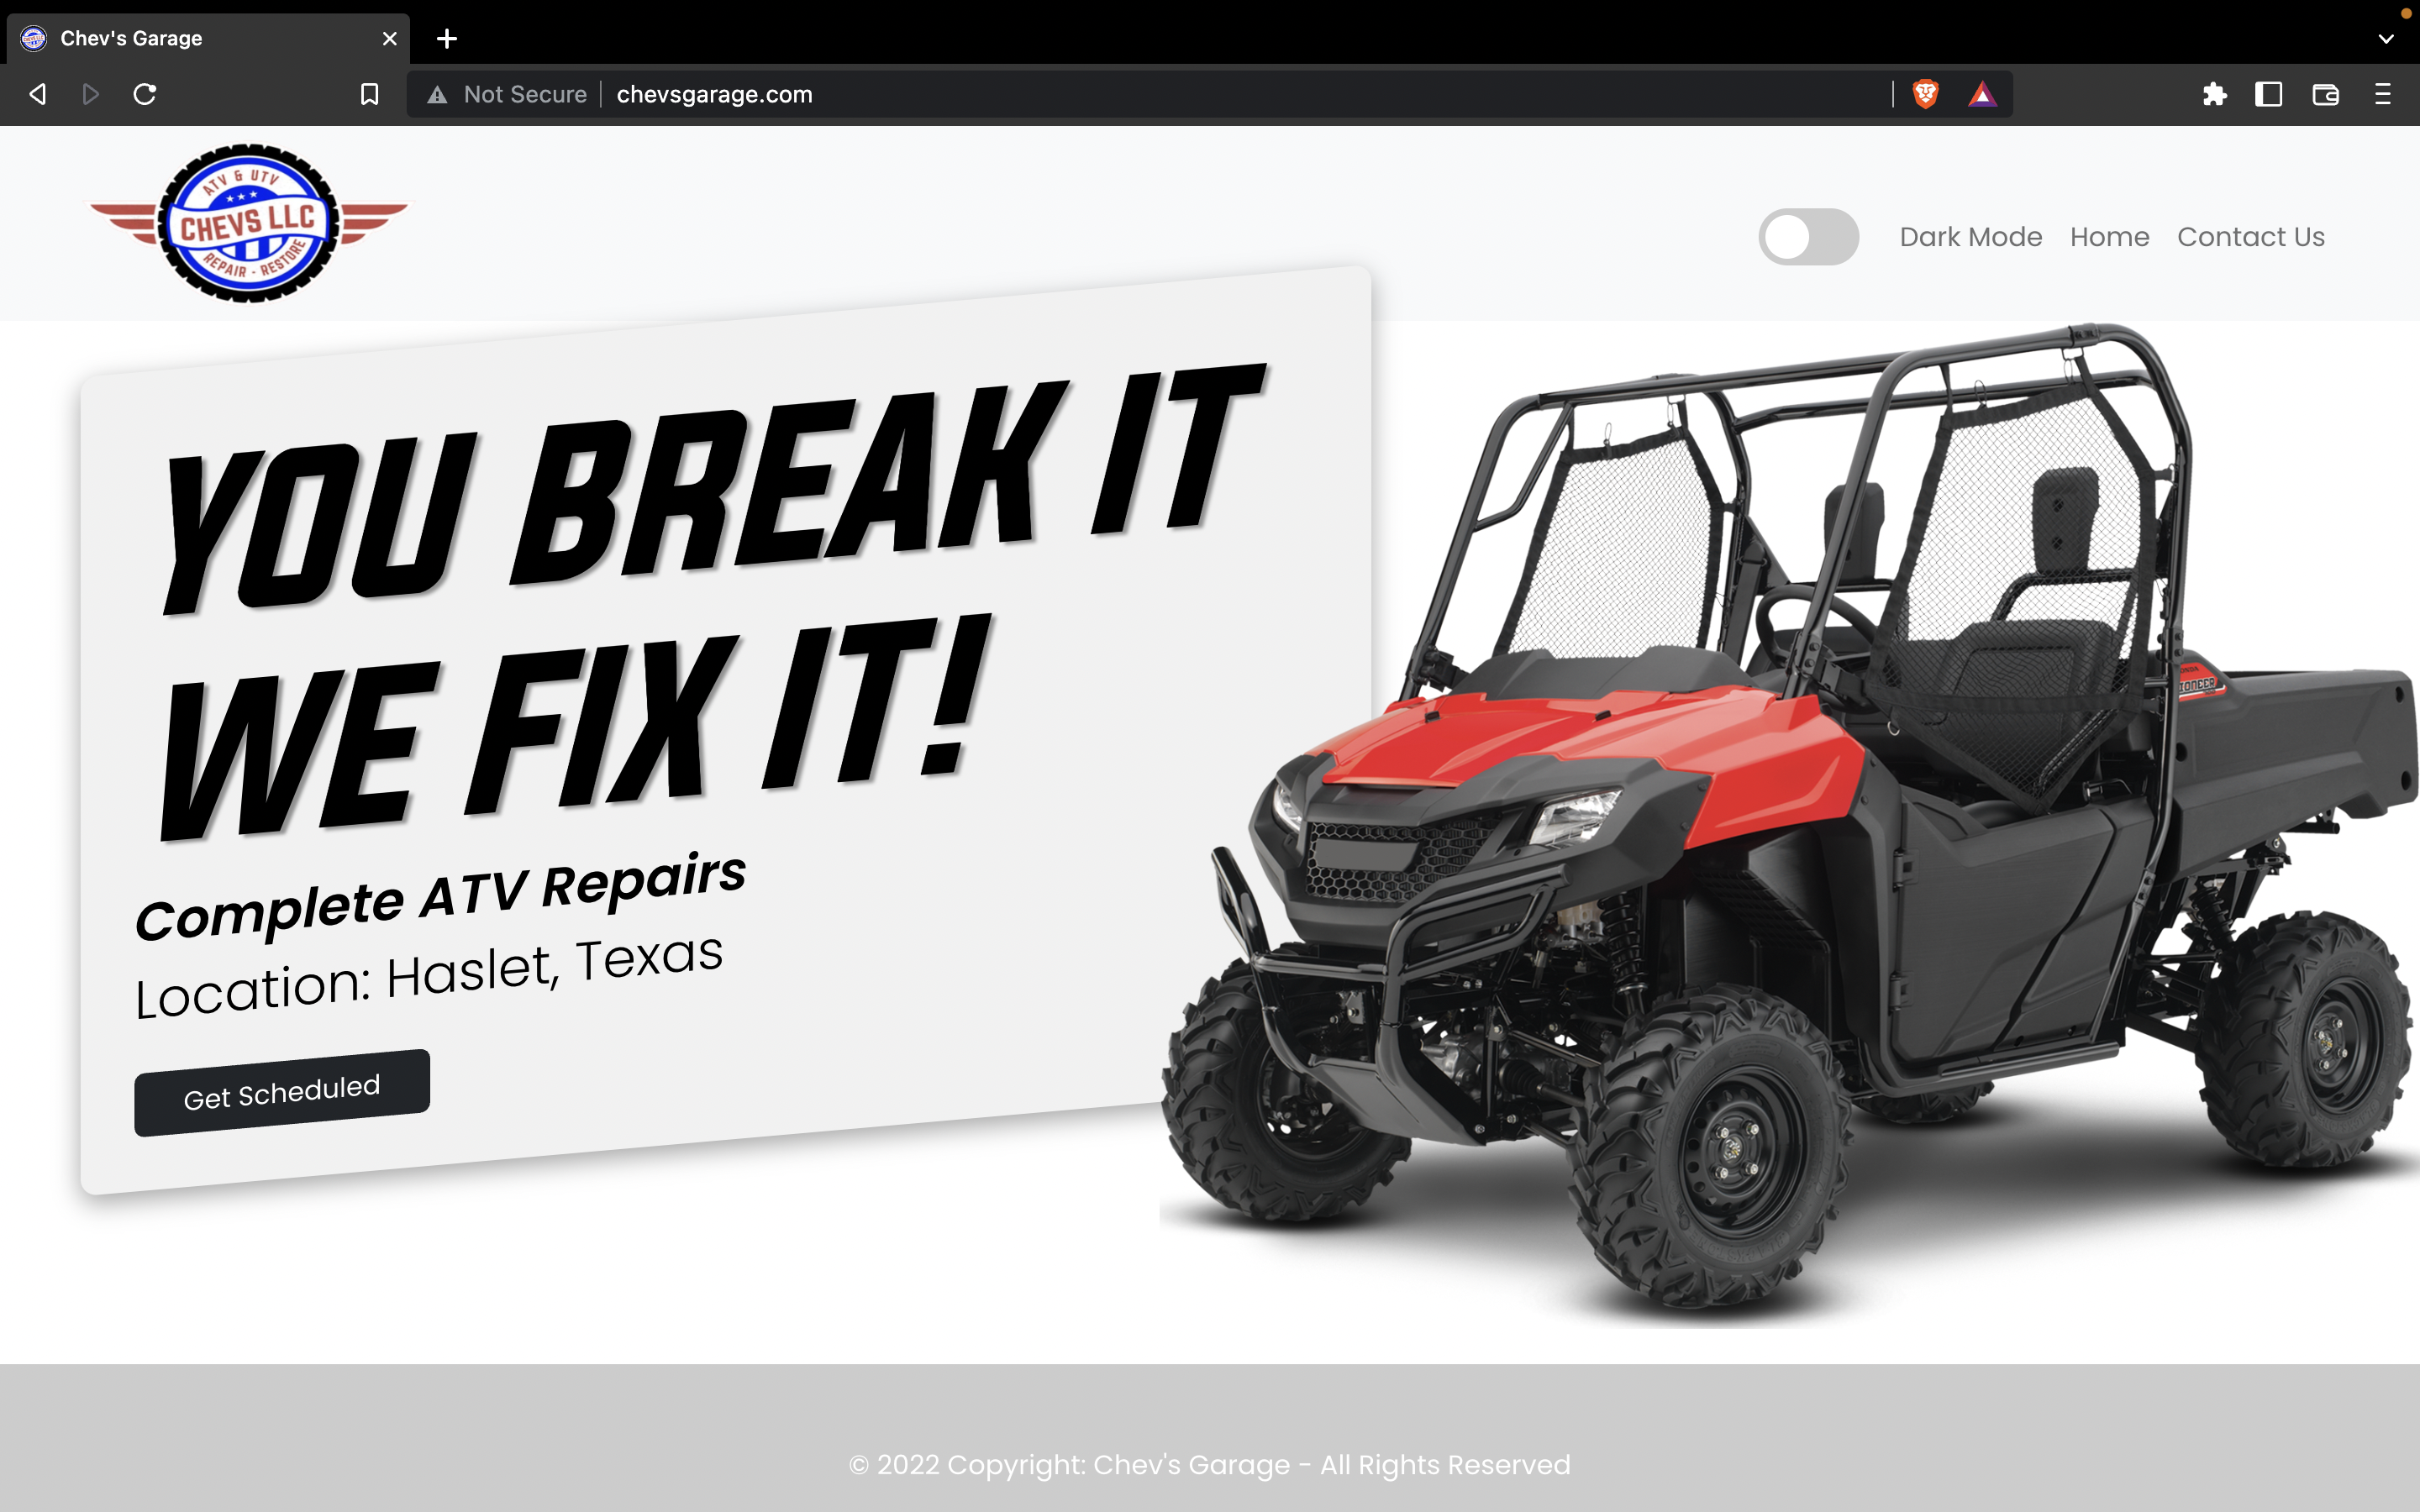 Chev's Garage
Not Secure
chevsgarage.com
ATV & UTV
CHEVS LLC
REPAIR - RESTORE
Dark Mode
Home
Contact Us
YOU BREAK IT
WE FIX IT!
Complete ATV Repairs
Location: Haslet, Texas
Get Scheduled
© 2022 Copyright: Chev's Garage - All Rights Reserved